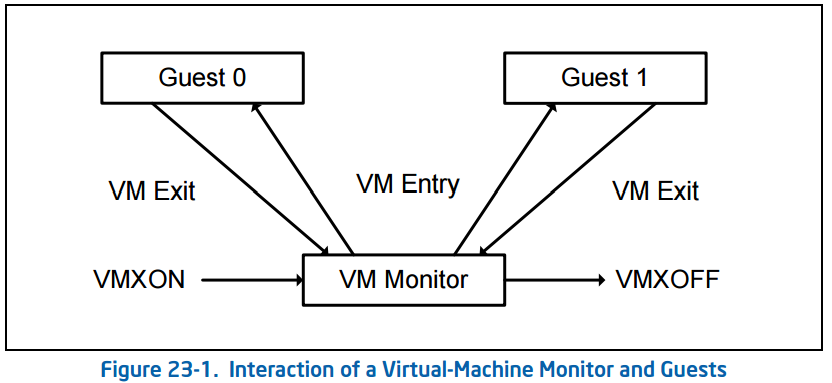 Guest 0
Guest 1
VM Exit
VM Entry
VM Exit
VMXON
VM Monitor
VMXOFF
Figure 23-1. Interaction of a Virtual-Machine Monitor and Guests